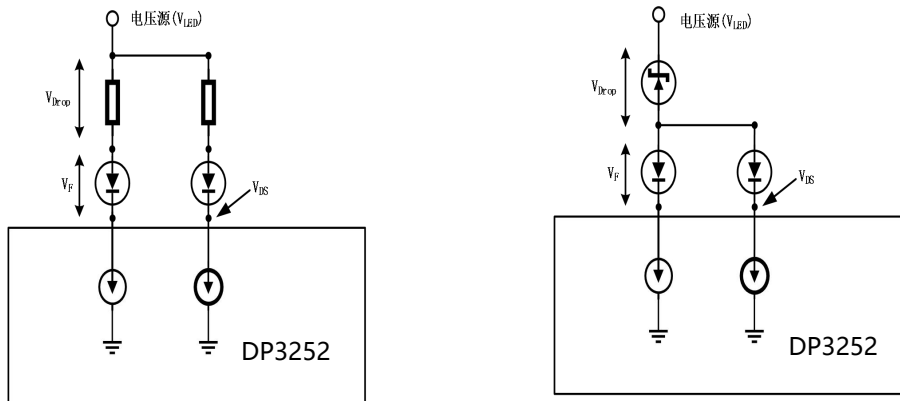 电压源(VLED)
VDrop
VF
VDS
DP3252
电压源(VLED)
VDrop
VF
VDS
DP3252